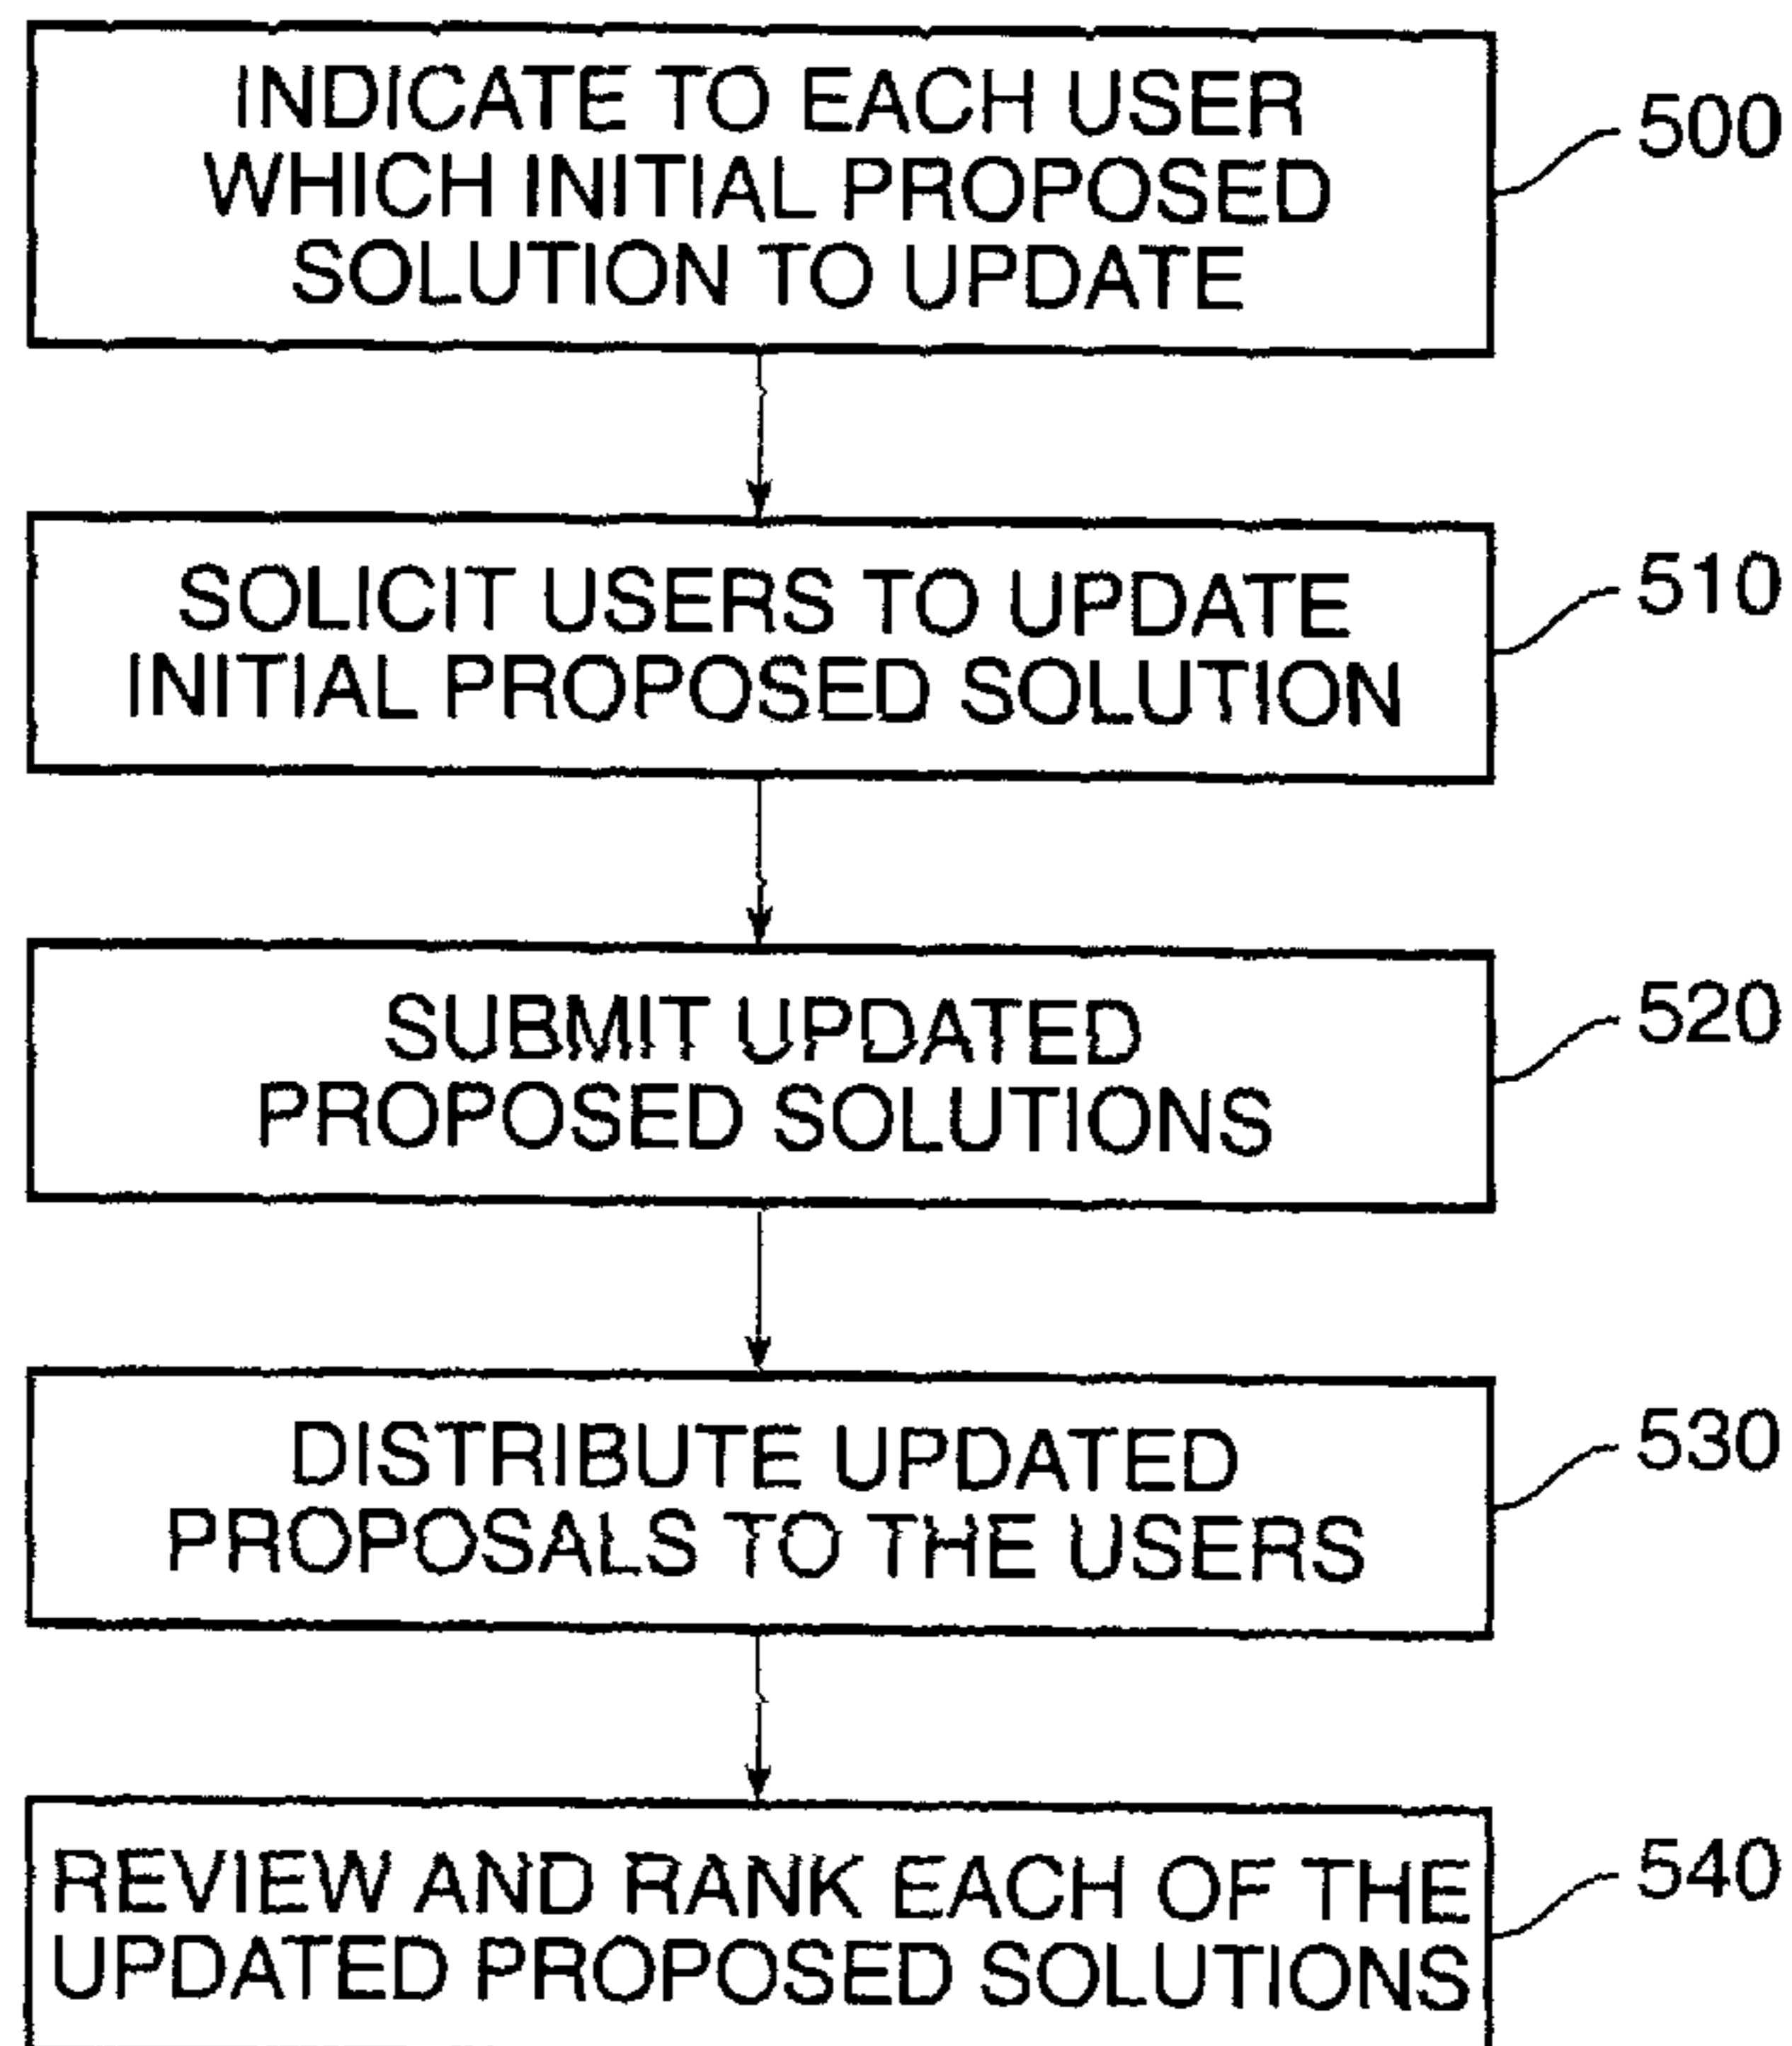 INDICATE TO EACH USER
WHICH INITIAL PROPOSED
SOLUTION TO UPDATE
500
SOLICIT USERS TO UPDATE
INITIAL PROPOSED SOLUTION
510
SUBMIT UPDATED
PROPOSED SOLUTIONS
520
DISTRIBUTE UPDATED
PROPOSALS TO THE USERS
530
REVIEW AND RANK EACH OF THE
UPDATED PROPOSED SOLUTIONS
540